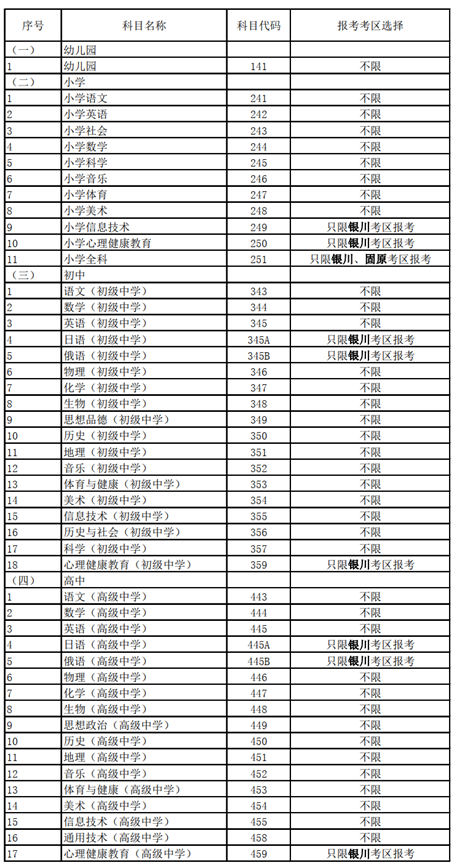 序号 科目名称 科目代码 报考考区选择
（一） 幼儿园
1 幼儿园 141 不限
（二） 小学
1 小学语文 241 不限
2 小学英语 242 不限
3 小学社会 243 不限
4 小学数学 244 不限
5 小学科学 245 不限
6 小学音乐 246 不限
7 小学体育 247 不限
8 小学美术 248 不限
9 小学信息技术 249 只限银川考区报考
10 小学心理健康教育 250 只限银川考区报考
11 小学全科 251 只限银川、固原考区报考
（三） 初中
1 语文（初级中学） 343 不限
2 数学（初级中学） 344 不限
3 英语（初级中学） 345 不限
4 日语（初级中学） 345A 只限银川考区报考
5 俄语（初级中学） 345B 只限银川考区报考
6 物理（初级中学） 346 不限
7 化学（初级中学） 347 不限
8 生物（初级中学） 348 不限
9 思想品德（初级中学） 349 不限
10 历史（初级中学） 350 不限
11 地理（初级中学） 351 不限
12 音乐（初级中学） 352 不限
13 体育与健康（初级中学） 353 不限
14 美术（初级中学） 354 不限
15 信息技术（初级中学） 355 不限
16 历史与社会（初级中学） 356 不限
17 科学（初级中学） 357 不限
18 心理健康教育（初级中学） 359 只限银川考区报考
（四） 高中
1 语文（高级中学） 443 不限
2 数学（高级中学） 444 不限
3 英语（高级中学） 445 不限
4 日语（高级中学） 445A 只限银川考区报考
5 俄语（高级中学） 445B 只限银川考区报考
6 物理（高级中学） 446 不限
7 化学（高级中学） 447 不限
8 生物（高级中学） 448 不限
9 思想政治（高级中学） 449 不限
10 历史（高级中学） 450 不限
11 地理（高级中学） 451 不限
12 音乐（高级中学） 452 不限
13 体育与健康（高级中学） 453 不限
14 美术（高级中学） 454 不限
15 信息技术（高级中学） 455 不限
16 通用技术（高级中学） 458 不限
17 心理健康教育（高级中学） 459 只限银川考区报考